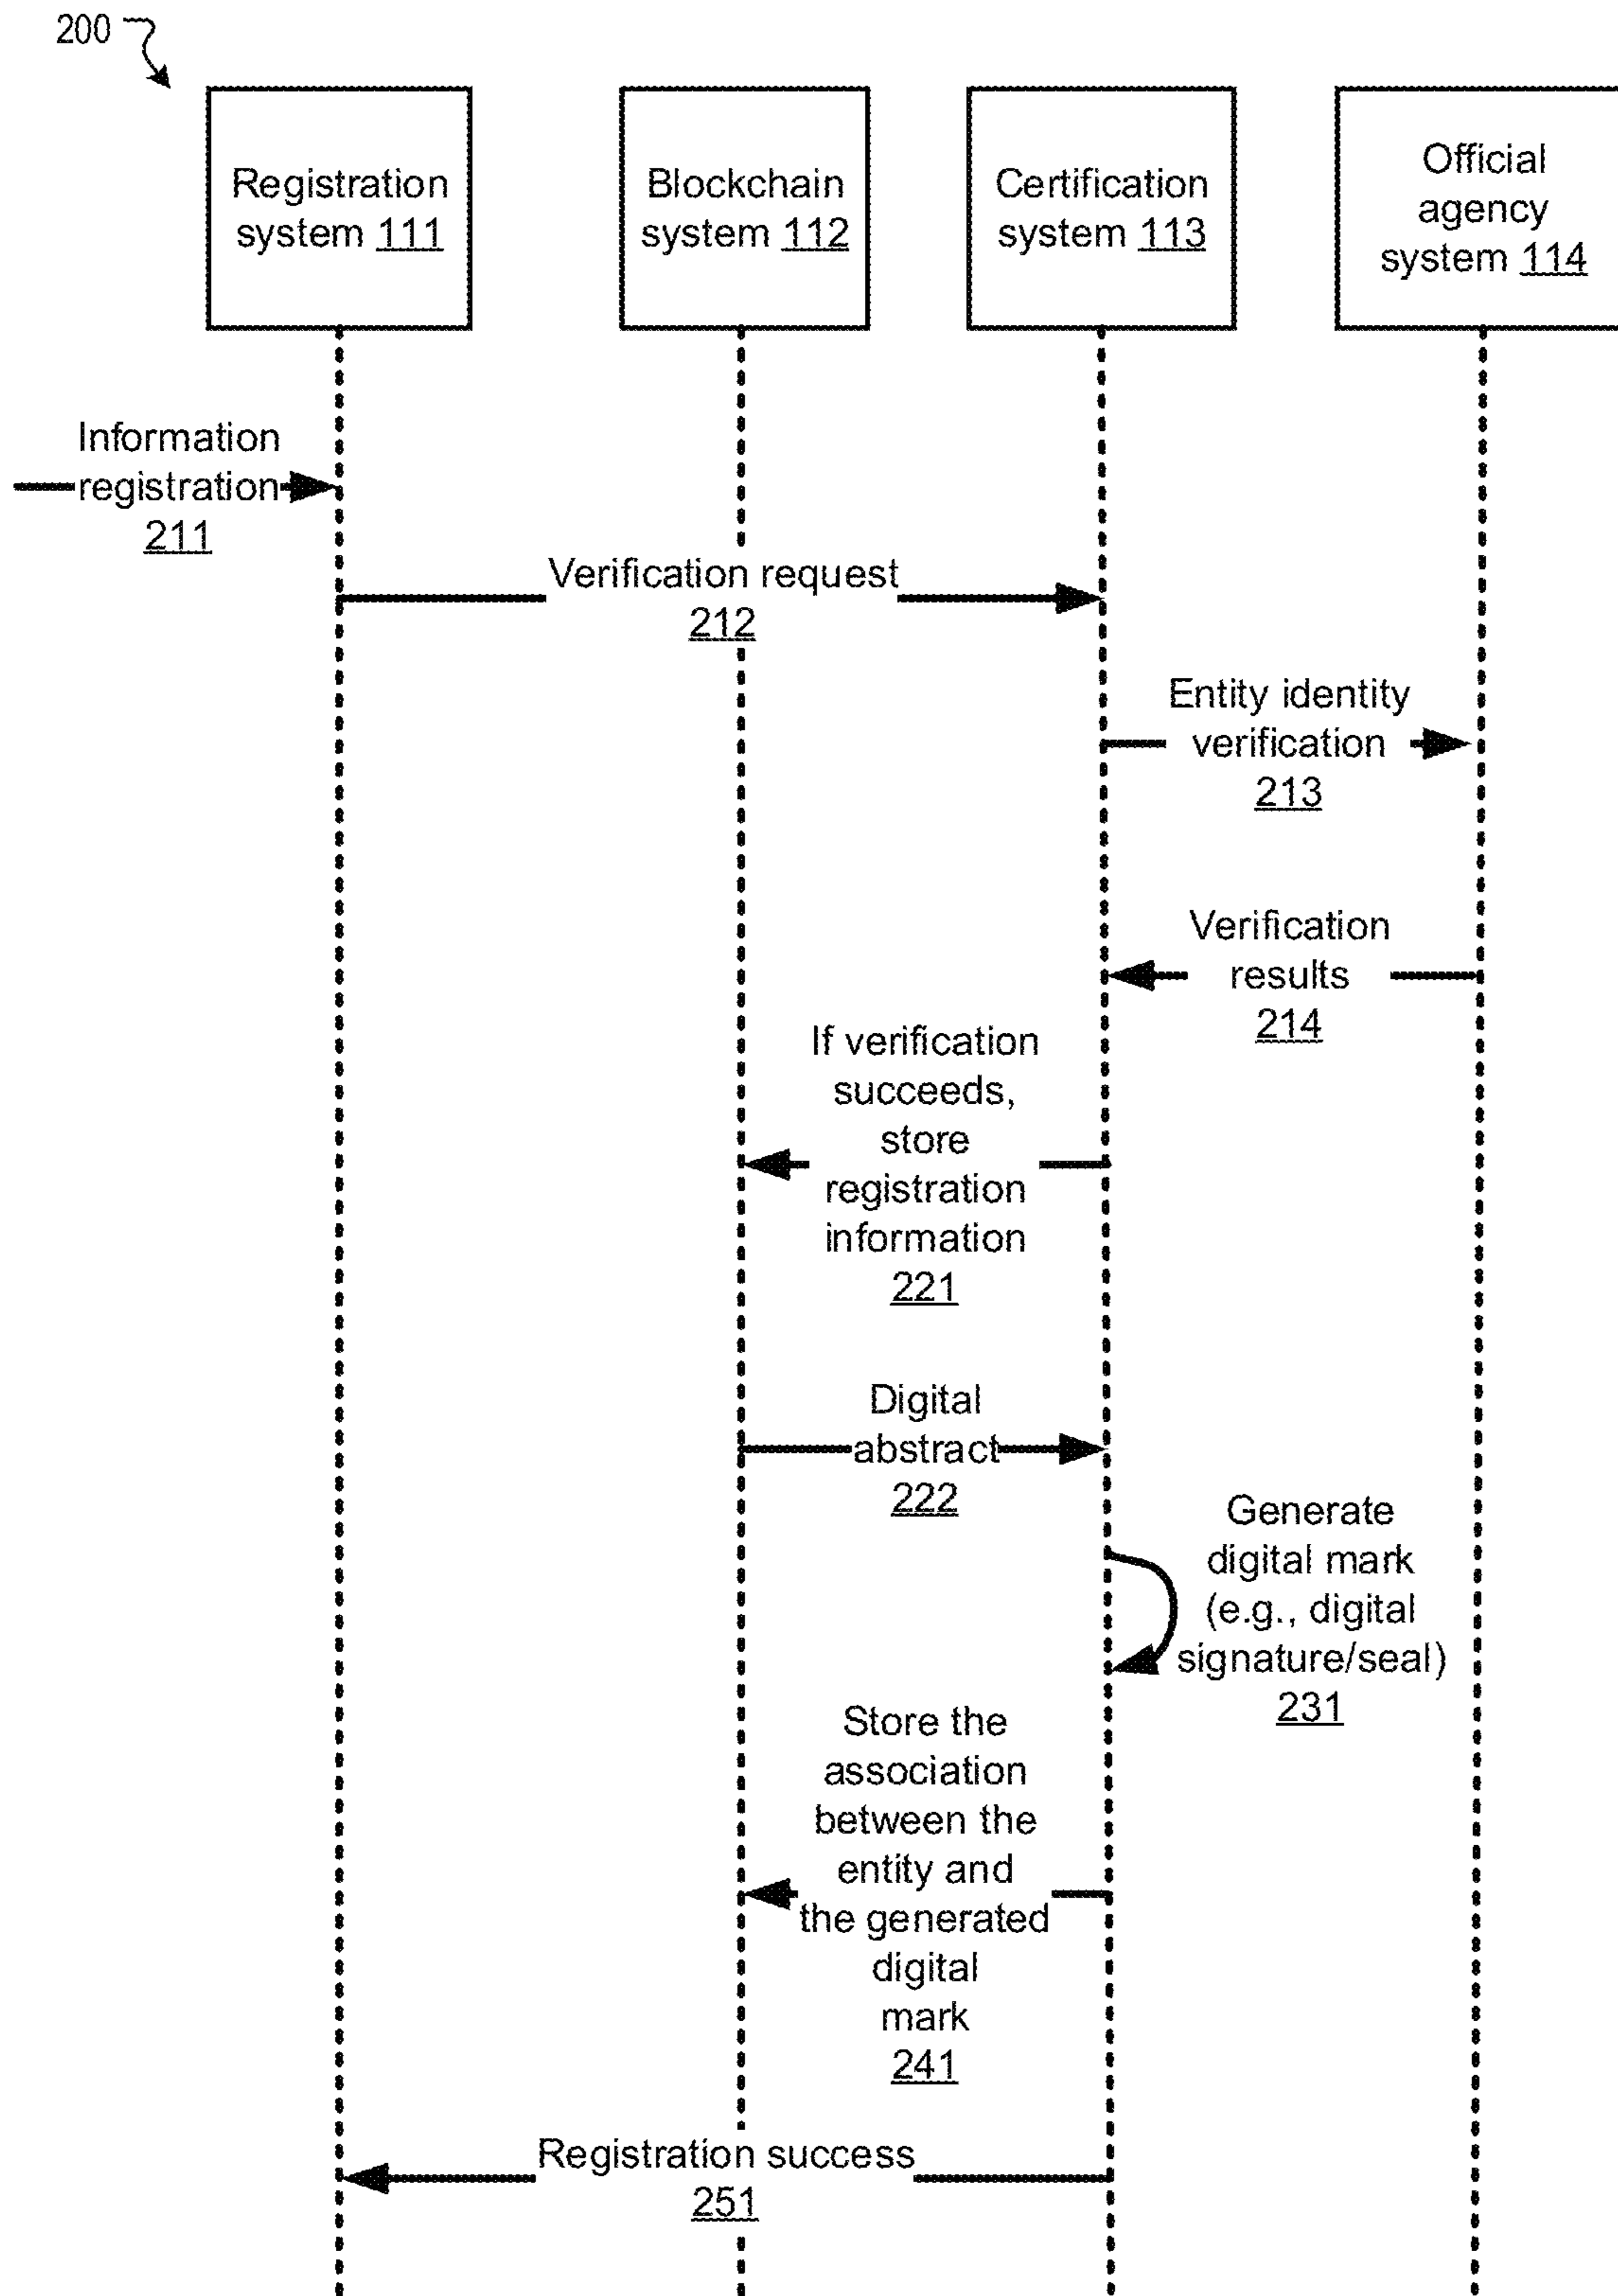 200
Registration
system 111
Blockchain
system 112
Certification
system 113
Official
agency
system 114
Information
registration
211
Verification request
212
Entity identity
verification
213
Verification
results
214
If verification
succeeds,
store
registration
information
221
Digital
abstract
222
Generate
digital mark
(e.g., digital
signature/seal)
231
Store the
association
between the
entity and
the generated
digital
mark
241
Registration success
251